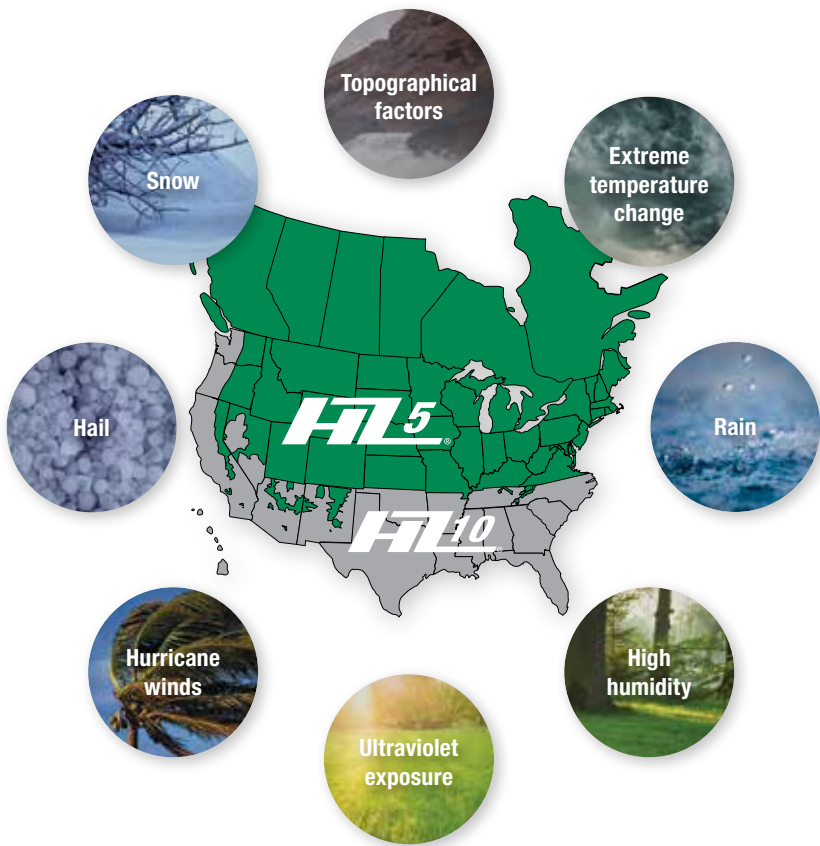 Topographical
factors
Snow
Extreme
temperature
change
Hail
HZ5®
Rain
HZ10®
Hurricane
winds
High
humidity
Ultraviolet
exposure